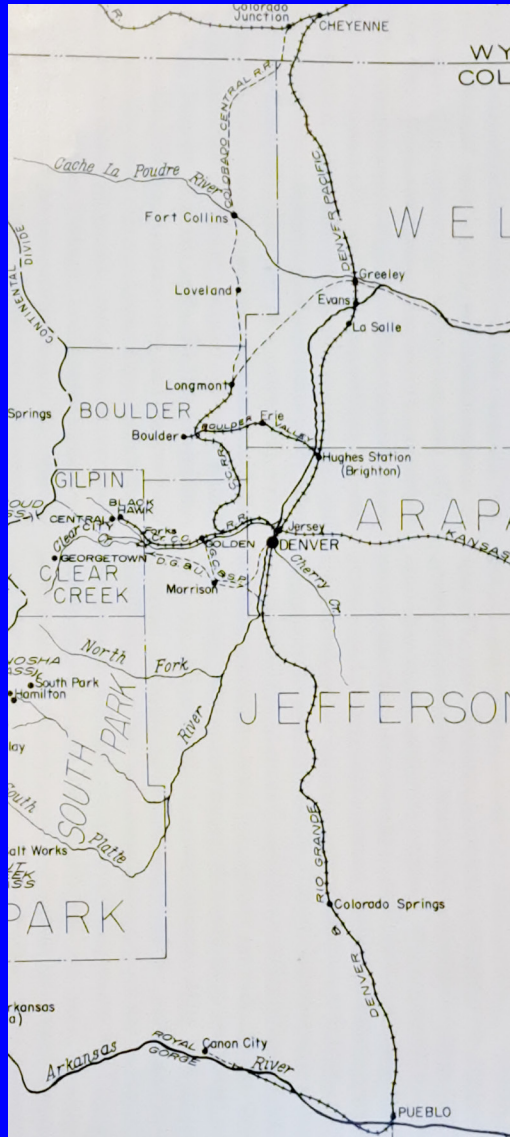 Colorado
Junction
R.
CHEYENNE
WY
COL
COLORADO CENTRAL R.R.
Cache La Poudre River
DENVER PACIFIC
Fort Collins
WEL
CONTINENTAL DIVIDE
Greeley
Loveland
Evans
La Salle
Longmont
Springs
BOULDER
Erie
BOULDER VALLEY
Boulder
Hughes Station
(Brighton)
C.C.R.R.
GILPIN
BLACK
HAWK
ARAPA
CENTRAL
CITY
Forks
R.R.
Jersey
KANSAS
Clear Cr.
C.C.
GOLDEN
DENVER
GEORGETOWN
Cherry Cr.
CLEAR
CREEK
Morrison
North Fork
South Park
Hamilton
JEFFERSON
River
lay
SOUTH PARK
South Platte
alt Works
RIO GRANDE
Colorado Springs
PARK
&
DENVER
rkansas
a)
Canon City
ROYAL
GORGE
Arkansas River
PUEBLO